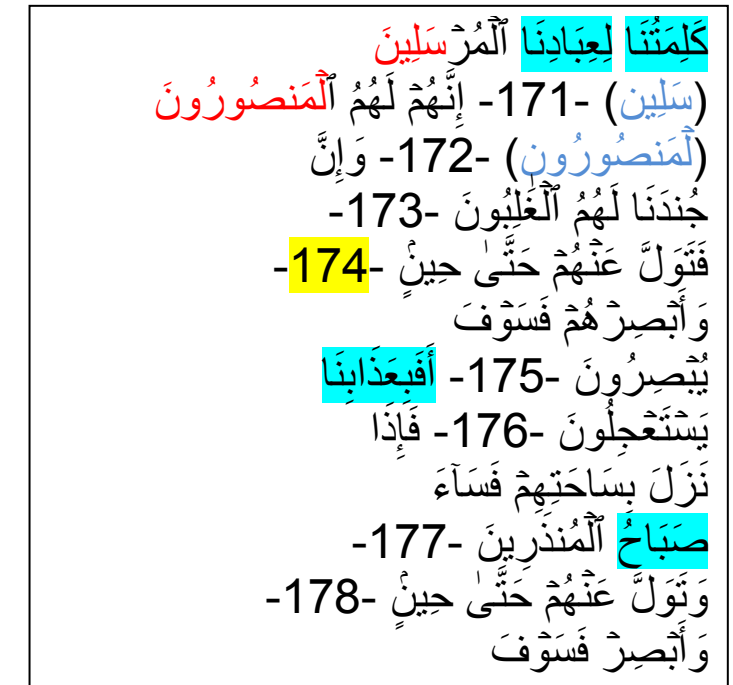 كَلِمَتُنَا لِعِبَادِنَا ٱلۡمُرۡسَلِينَ
(سَلِين) -171- إِنَّهُمۡ لَهُمُ ٱلۡمَنصُورُونَ
(لۡمَنصُورُون) -172- وَإِنَّ
جُندَنَا لَهُمُ ٱلۡغَٰلِبُونَ -173-
فَتَوَلَّ عَنۡهُمۡ حَتَّىٰ حِينٖ -174-
وَأَبۡصِرۡهُمۡ فَسَوۡفَ
يُبۡصِرُونَ -175- أَفَبِعَذَابِنَا
يَسۡتَعۡجِلُونَ -176- فَإِذَا
نَزَلَ بِسَاحَتِهِمۡ فَسَآءَ
صَبَاحُ ٱلۡمُنذَرِينَ -177-
وَتَوَلَّ عَنۡهُمۡ حَتَّىٰ حِينٖ -178-
وَأَبۡصِرۡ فَسَوۡفَ